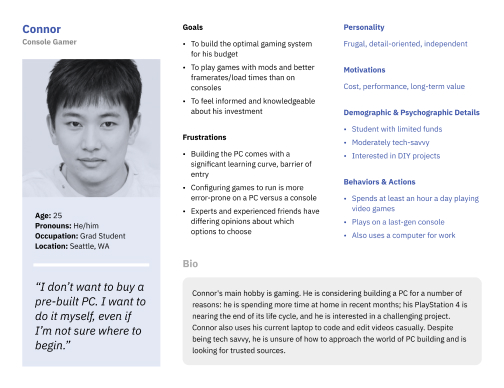 Connor
Console Gamer
Age: 25
Pronouns: He/him
Occupation: Grad Student
Location: Seattle, WA
“I don’t want to buy a
pre-built PC. I want to
do it myself, even if
I’m not sure where to
begin.”
Goals
• To build the optimal gaming system
for his budget
• To play games with mods and better
framerates/load times than on
consoles
• To feel informed and knowledgeable
about his investment
Frustrations
• Building the PC comes with a
significant learning curve, barrier of
entry
• Configuring games to run is more
error-prone on a PC versus a console
• Experts and experienced friends have
differing opinions about which
options to choose
Personality
Frugal, detail-oriented, independent
Motivations
Cost, performance, long-term value
Demographic & Psychographic Details
• Student with limited funds
• Moderately tech-savvy
• Interested in DIY projects
Behaviors & Actions
• Spends at least an hour a day playing
video games
• Plays on a last-gen console
• Also uses a computer for work
Bio
Connor’s main hobby is gaming. He is considering building a PC for a number of
reasons: he is spending more time at home in recent months; his PlayStation 4 is
nearing the end of its life cycle, and he is interested in a challenging project.
Connor also uses his current laptop to code and edit videos casually. Despite
being tech savvy, he is unsure of how to approach the world of PC building and is
looking for trusted sources.